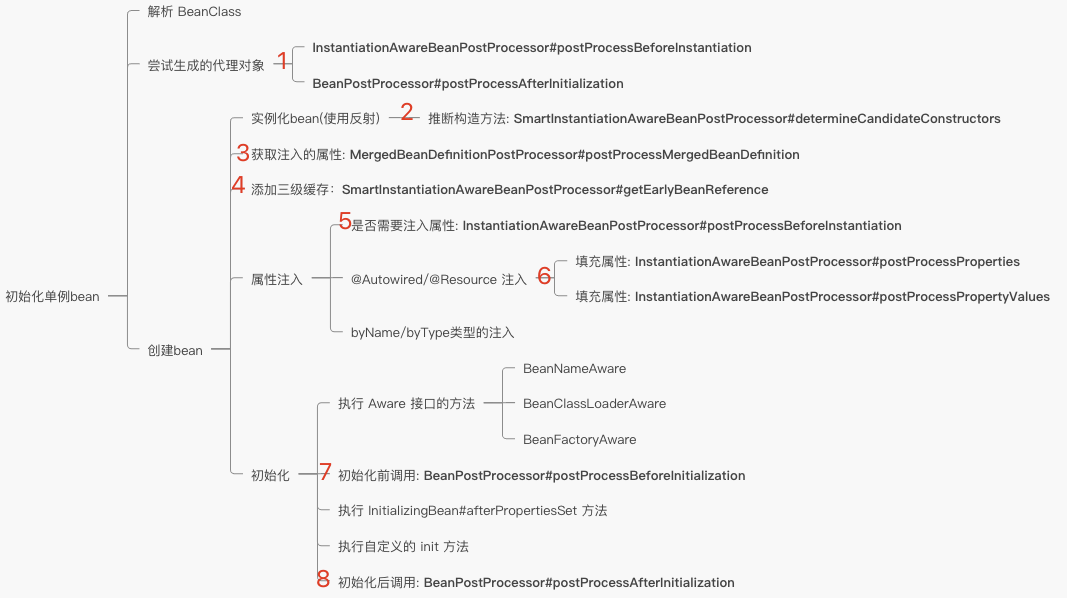 解析 BeanClass
尝试生成的代理对象
1
InstantiationAwareBeanPostProcessor#postProcessBeforeInstantiation
BeanPostProcessor#postProcessAfterInitialization
实例化bean(使用反射)
2
推断构造方法: SmartInstantiationAwareBeanPostProcessor#determineCandidateConstructors
3 获取注入的属性: MergedBeanDefinitionPostProcessor#postProcessMergedBeanDefinition
4 添加三级缓存: SmartInstantiationAwareBeanPostProcessor#getEarlyBeanReference
5 是否需要注入属性: InstantiationAwareBeanPostProcessor#postProcessBeforeInstantiation
属性注入
@Autowired/@Resource 注入
6
填充属性: InstantiationAwareBeanPostProcessor#postProcessProperties
填充属性: InstantiationAwareBeanPostProcessor#postProcessPropertyValues
初始化单例bean
byName/byType类型的注入
创建bean
执行 Aware 接口的方法
BeanNameAware
BeanClassLoaderAware
BeanFactoryAware
初始化
7 初始化前调用: BeanPostProcessor#postProcessBeforeInitialization
执行 InitializingBean#afterPropertiesSet 方法
执行自定义的 init 方法
8 初始化后调用: BeanPostProcessor#postProcessAfterInitialization